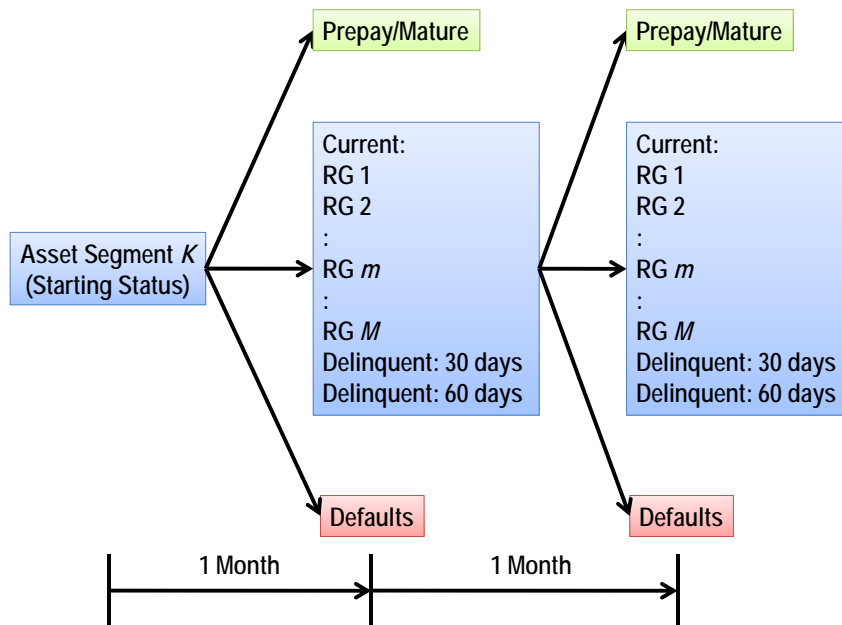 Prepay/Mature
Prepay/Mature
Current:
RG 1
RG 2
:
RG m
:
RG M
Delinquent: 30 days
Delinquent: 60 days
Current:
RG 1
RG 2
:
RG m
:
RG M
Delinquent: 30 days
Delinquent: 60 days
Asset Segment K
(Starting Status)
Defaults
Defaults
1 Month
1 Month